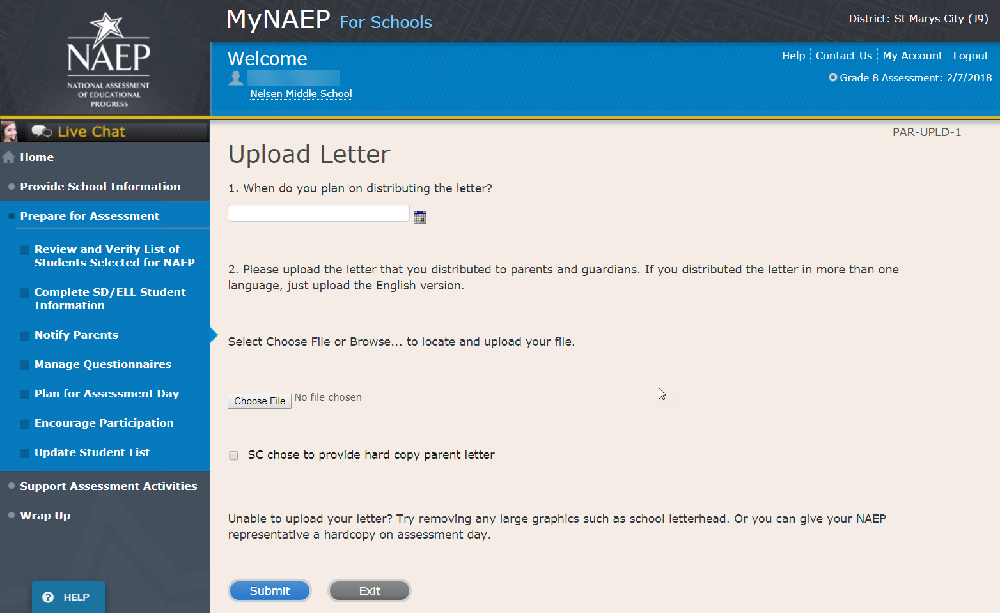 NAEP
NATIONAL ASSESSMENT
OF EDUCATIONAL
PROGRESS
MyNAEP For Schools
District: St Marys City (J9)
Welcome
Nelsen Middle School
Help
Contact Us
My Account
Logout
Grade 8 Assessment: 2/7/2018
Live Chat
Home
Provide School Information
Prepare for Assessment
Review and Verify List of
Students Selected for NAEP
Complete SD/ELL Student
Information
Notify Parents
Manage Questionnaires
Plan for Assessment Day
Encourage Participation
Update Student List
Support Assessment Activities
Wrap Up
? HELP
PAR-UPLD-1
Upload Letter
1. When do you plan on distributing the letter?
2. Please upload the letter that you distributed to parents and guardians. If you distributed the letter in more than one
language, just upload the English version.
Select Choose File or Browse... to locate and upload your file.
Choose File No file chosen
SC chose to provide hard copy parent letter
Unable to upload your letter? Try removing any large graphics such as school letterhead. Or you can give your NAEP
representative a hardcopy on assessment day.
Submit
Exit